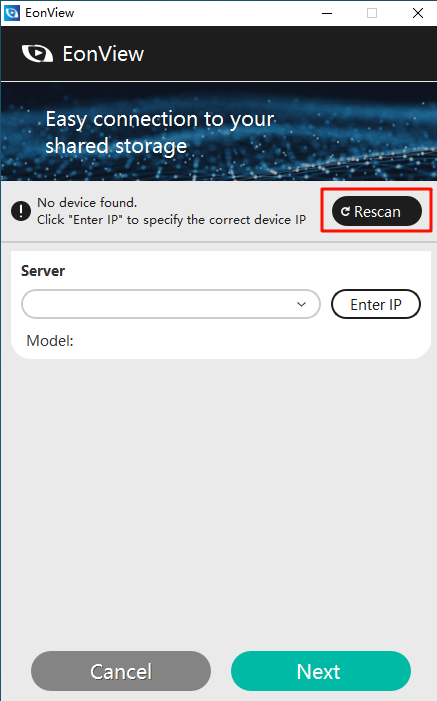 EonView
EonView
Easy connection to your
shared storage
No device found.
Click "Enter IP" to specify the correct device IP
Rescan
Server
Enter IP
Model:
Cancel
Next